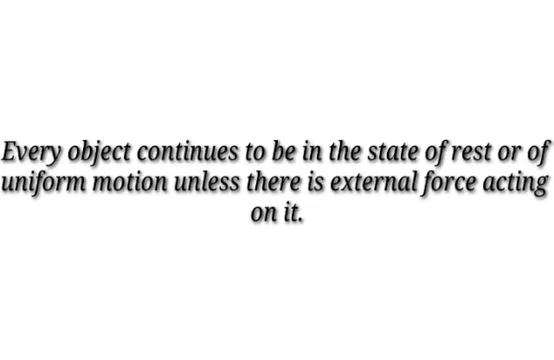 Every object continues to be in the state of rest or of
uniform motion unless there is external force acting
on it.